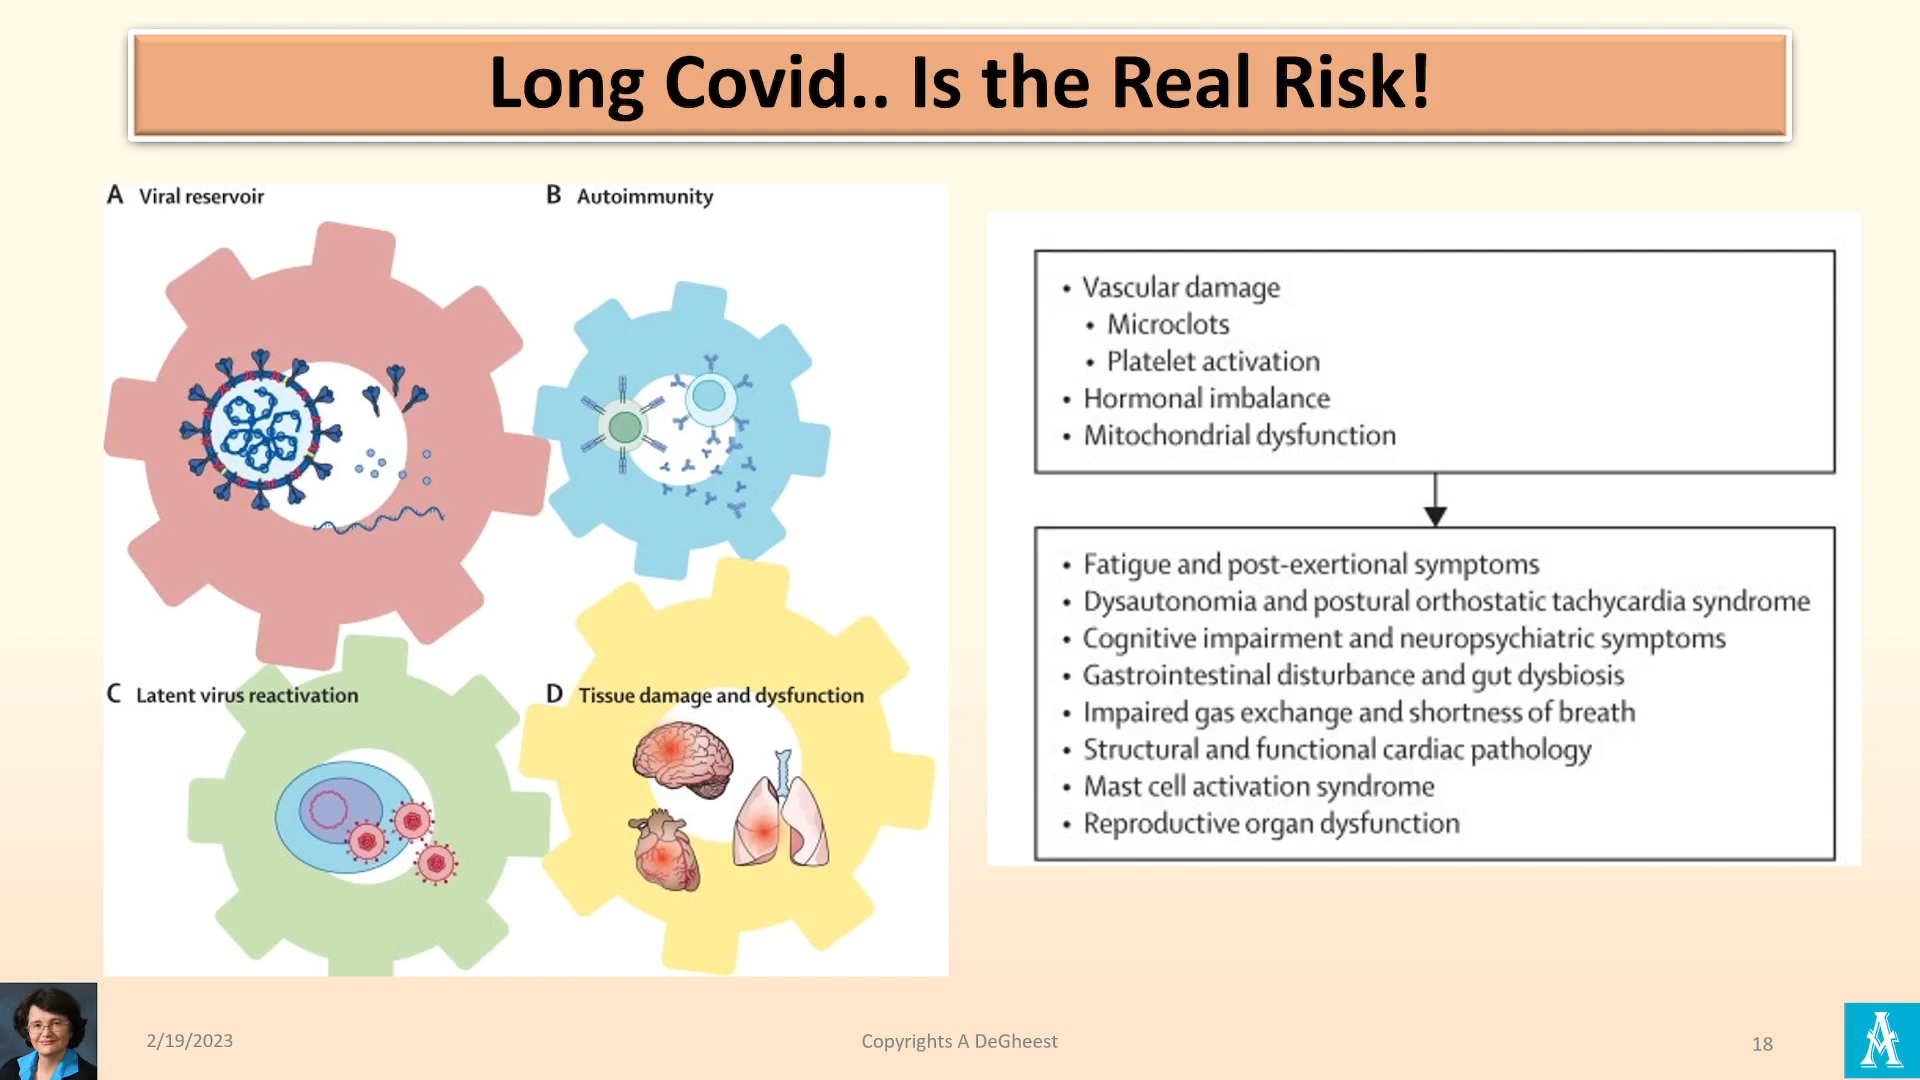 Long Covid.. Is the Real Risk!
A Viral reservoir
B Autoimmunity
C Latent virus reactivation
D Tissue damage and dysfunction
• Vascular damage
• Microclots
• Platelet activation
• Hormonal imbalance
• Mitochondrial dysfunction
• Fatigue and post-exertional symptoms
• Dysautonomia and postural orthostatic tachycardia syndrome
• Cognitive impairment and neuropsychiatric symptoms
• Gastrointestinal disturbance and gut dysbiosis
• Impaired gas exchange and shortness of breath
• Structural and functional cardiac pathology
• Mast cell activation syndrome
• Reproductive organ dysfunction
2/19/2023
Copyrights A DeGheest
18
A